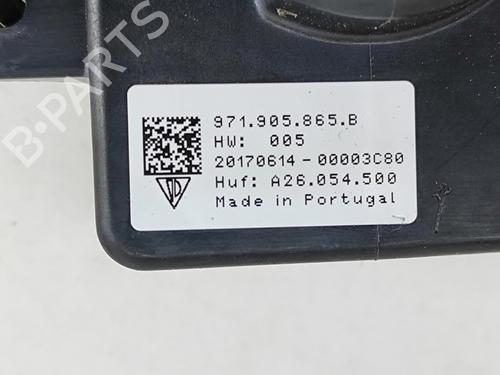 B-PARTS
971.905.865.B
HW: 005
20170614-00003C80
Huf: A26.054.500
Made in Portugal